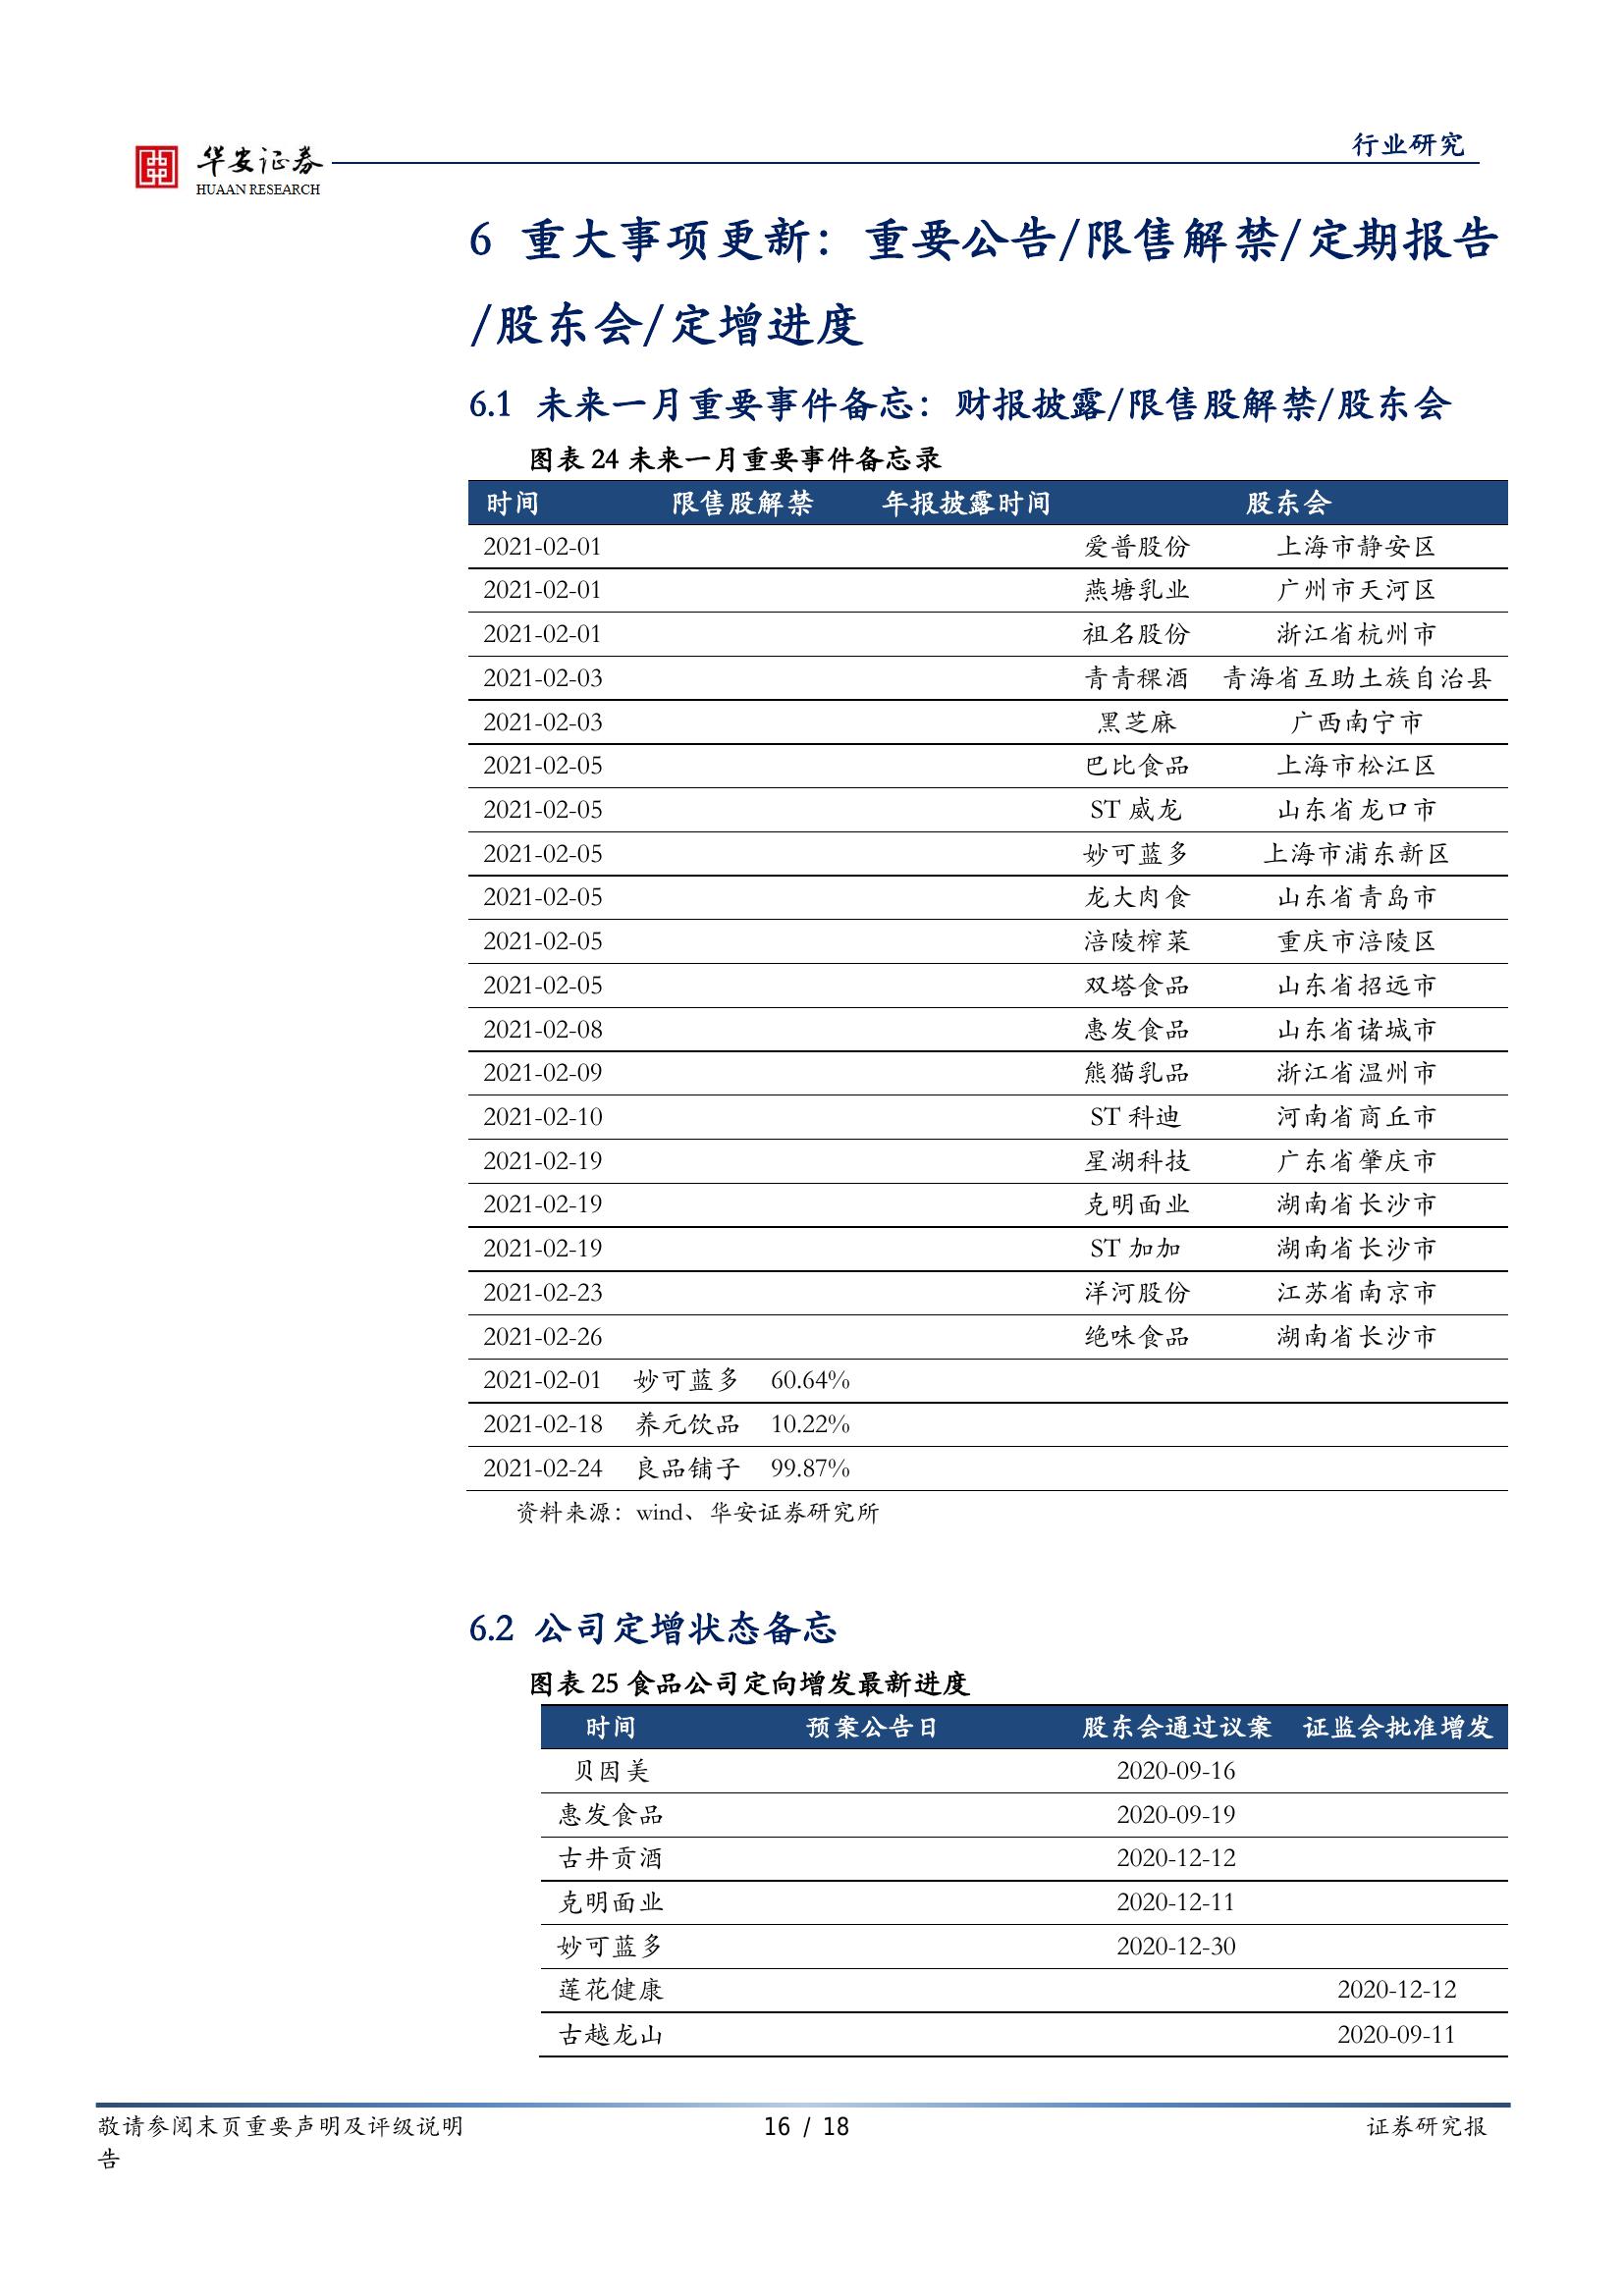 华安证券
HUAAN RESEARCH
行业研究
6 重大事项更新：重要公告/限售解禁/定期报告
/股东会/定增进度
6.1 未来一月重要事件备忘：财报披露/限售股解禁/股东会
图表 24 未来一月重要事件备忘录
时间 限售股解禁 年报披露时间 股东会
2021-02-01 爱普股份 上海市静安区
2021-02-01 燕塘乳业 广州市天河区
2021-02-01 祖名股份 浙江省杭州市
2021-02-03 青青稞酒 青海省互助土族自治县
2021-02-03 黑芝麻 广西南宁市
2021-02-05 巴比食品 上海市松江区
2021-02-05 ST 威龙 山东省龙口市
2021-02-05 妙可蓝多 上海市浦东新区
2021-02-05 龙大肉食 山东省青岛市
2021-02-05 涪陵榨菜 重庆市涪陵区
2021-02-05 双塔食品 山东省招远市
2021-02-08 惠发食品 山东省诸城市
2021-02-09 熊猫乳品 浙江省温州市
2021-02-10 ST 科迪 河南省商丘市
2021-02-19 星湖科技 广东省肇庆市
2021-02-19 克明面业 湖南省长沙市
2021-02-19 ST 加加 湖南省长沙市
2021-02-23 洋河股份 江苏省南京市
2021-02-26 绝味食品 湖南省长沙市
2021-02-01 妙可蓝多 60.64%
2021-02-18 养元饮品 10.22%
2021-02-24 良品铺子 99.87%
资料来源：wind、华安证券研究所
6.2 公司定增状态备忘
图表 25 食品公司定向增发最新进度
时间 预案公告日 股东会通过议案 证监会批准增发
贝因美 2020-09-16
惠发食品 2020-09-19
古井贡酒 2020-12-12
克明面业 2020-12-11
妙可蓝多 2020-12-30
莲花健康 2020-12-12
古越龙山 2020-09-11
敬请参阅末页重要声明及评级说明 16 / 18 证券研究报
告